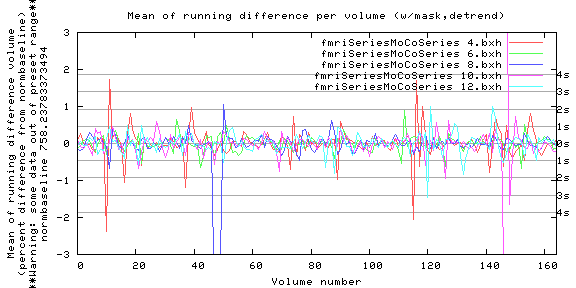 Mean of running difference per volume (w/mask,detrend)
Mean of running difference volume
(percent difference from normbaseline)
**Warning: some data out of preset range**
normbaseline 758.623783373494
fmriSeriesMoCoSeries 4.bxh
fmriSeriesMoCoSeries 6.bxh
fmriSeriesMoCoSeries 8.bxh
fmriSeriesMoCoSeries 10.bxh
fmriSeriesMoCoSeries 12.bxh
3
2
1
0
-1
-2
-3
4s
3s
2s
1s
0s
1s
2s
3s
4s
0 20 40 60 80 100 120 140 160
Volume number